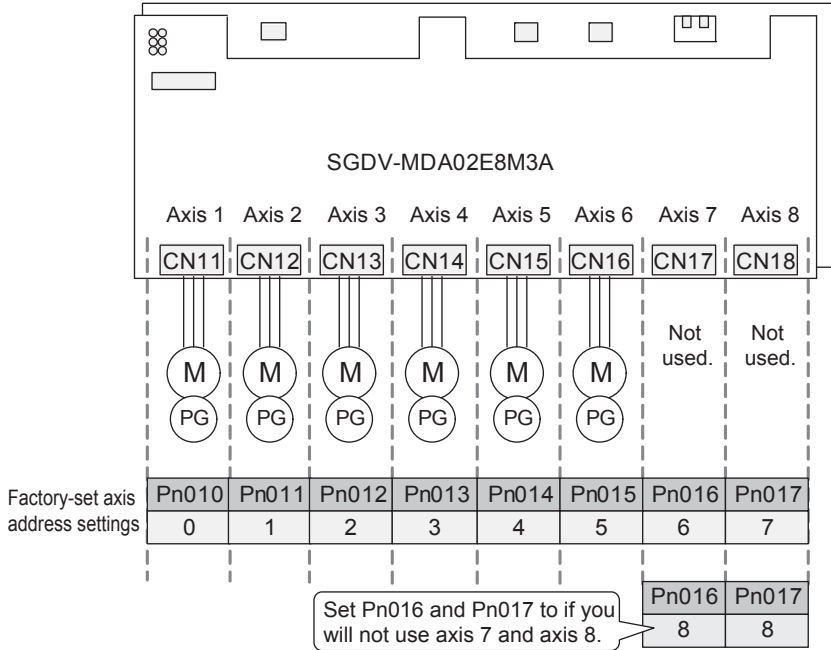 SGDV-MDA02E8M3A
Axis 1 Axis 2 Axis 3 Axis 4 Axis 5 Axis 6 Axis 7 Axis 8
CN11 CN12 CN13 CN14 CN15 CN16 CN17 CN18
M M M M M M Not used. Not used.
PG PG PG PG PG PG
Factory-set axis address settings
Pn010 Pn011 Pn012 Pn013 Pn014 Pn015 Pn016 Pn017
0 1 2 3 4 5 6 7
Set Pn016 and Pn017 to if you
will not use axis 7 and axis 8.
Pn016 Pn017
8 8